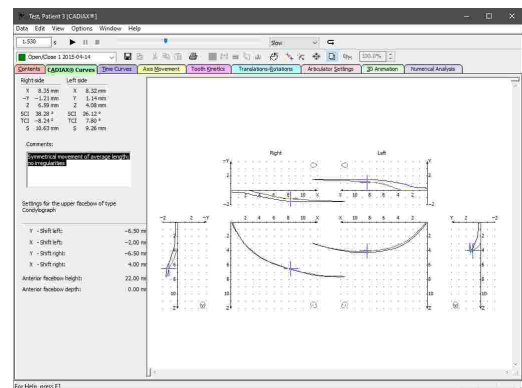 Test, Patient 3 [CADIAX®]
Date Edit View Options Window Help
1:530 s Slow
Open/Close 1 2015-04-14 100.0%
Contents CADIAX® Curves Time Curves Axis Movement Tooth Kinetics Translations-Rotations Articulator Settings 3D Animation Numerical Analysis
Right side Left side
X 8.35 mm X 8.32 mm
-Y -1.21 mm Y 1.14 mm
Z 6.59 mm Z 4.08 mm
SCI 38.28 ° SCI 26.12 °
TCI -8.24 ° TCI 7.80 °
S 10.63 mm S 9.26 mm
Comments:
Symmetrical movement of average length,
no irregularities
Settings for the upper facebow of type
Condylograph
Y - Shift left: -6.50 mm
X - Shift left: -2.00 mm
Y - Shift right: -6.50 mm
X - Shift right: 4.00 mm
Anterior facebow height: 22.00 mm
Anterior facebow depth: 0.00 mm
Right Left
For Help, press F1